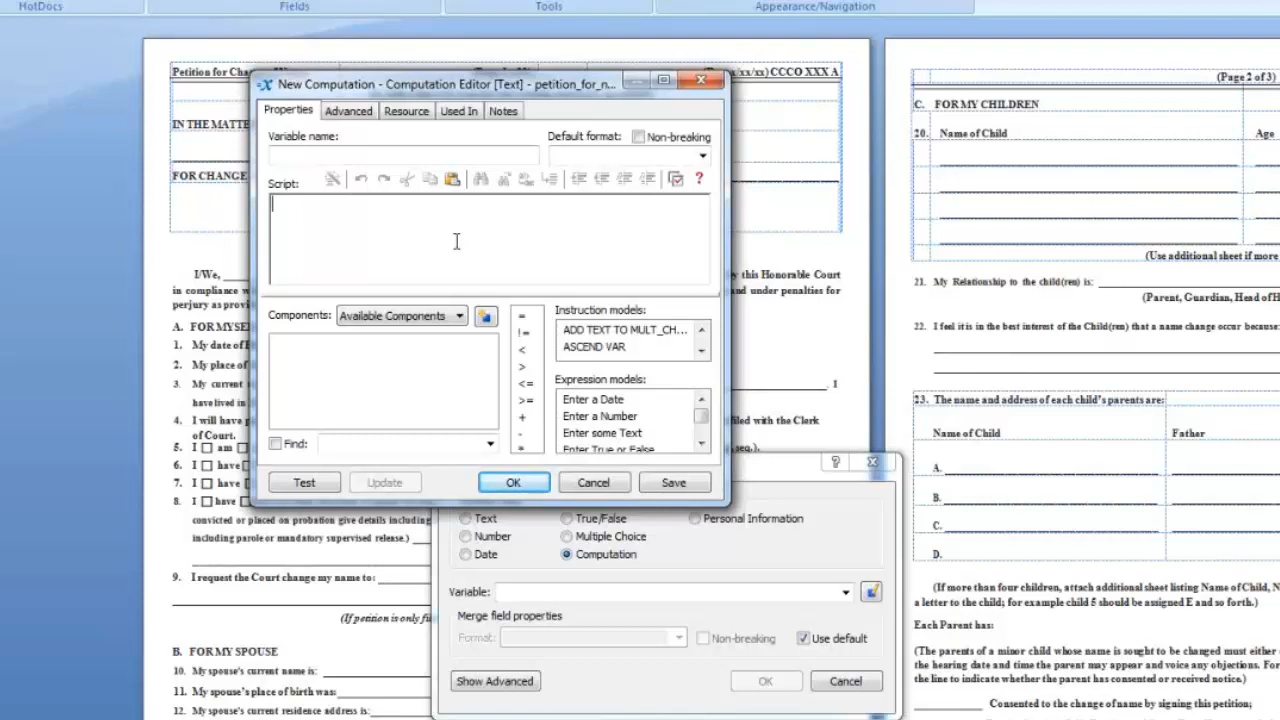 HotDocs
Fields
Tools
Appearance/Navigation
Petition for
/xx/xx) CCCO XXX A
IN THE MATTE
FOR CHANGE
I/We,
by this Honorable Court
in compliance w
and under penalties for
perjury as provi
A. FOR MYSE
1. My date of
2. My place of
3. My current
. I
have lived in
4. I will have
filed with the Clerk
of Court.
seq.).
5. I am
6. I have
7. I have
8. I have
convicted or placed on probation give details including
including parole or mandatory supervised release.)
9. I request the Court change my name to:
(If petition is only fi
B. FOR MY SPOUSE
10. My spouse's current name is:
11. My spouse's place of birth was:
12. My spouse's current residence address is:
New Computation - Computation Editor [Text] - petition_for_n...
Properties
Advanced
Resource
Used In
Notes
Variable name:
Default format:
Non-breaking
Script:
?
Components:
Available Components
Find:
=
!=
<
>
<=
>=
+
-
*
Instruction models:
ADD TEXT TO MULT_CH...
ASCEND VAR
Expression models:
Enter a Date
Enter a Number
Enter some Text
Enter True or False
Test
Update
OK
Cancel
Save
?
Text
True/False
Personal Information
Number
Multiple Choice
Date
Computation
Variable:
Merge field properties
Format:
Non-breaking
Use default
Show Advanced
OK
Cancel
(Page 2 of 3)
C. FOR MY CHILDREN
20. Name of Child
Age
(Use additional sheet if more
21. My Relationship to the child(ren) is:
(Parent, Guardian, Head of H
22. I feel it is in the best interest of the Child(ren) that a name change occur because:
23. The name and address of each child's parents are:
Name of Child
Father
A.
B.
C.
D.
(If more than four children, attach additional sheet listing Name of Child, N
a letter to the child; for example child 5 should be assigned E and so forth.)
Each Parent has:
(The parents of a minor child whose name is sought to be changed must either
the hearing date and time the parent may appear and voice any objections. For
the line to indicate whether the parent has consented or received notice.)
Consented to the change of name by signing this petition;